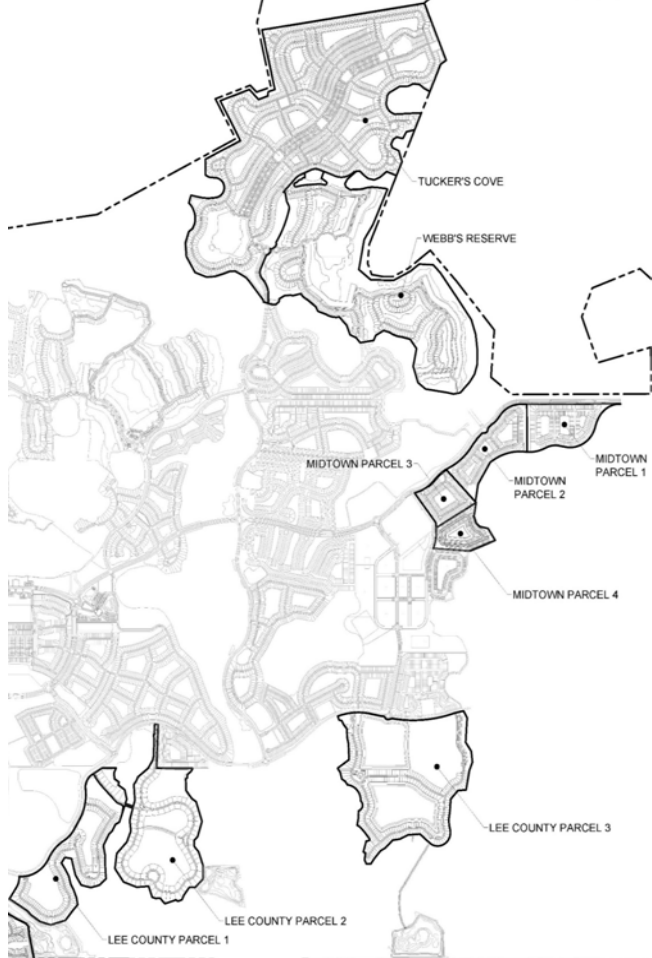 TUCKER'S COVE
WEBB'S RESERVE
MIDTOWN PARCEL 3
MIDTOWN
PARCEL 1
MIDTOWN
PARCEL 2
MIDTOWN PARCEL 4
LEE COUNTY PARCEL 3
LEE COUNTY PARCEL 2
LEE COUNTY PARCEL 1